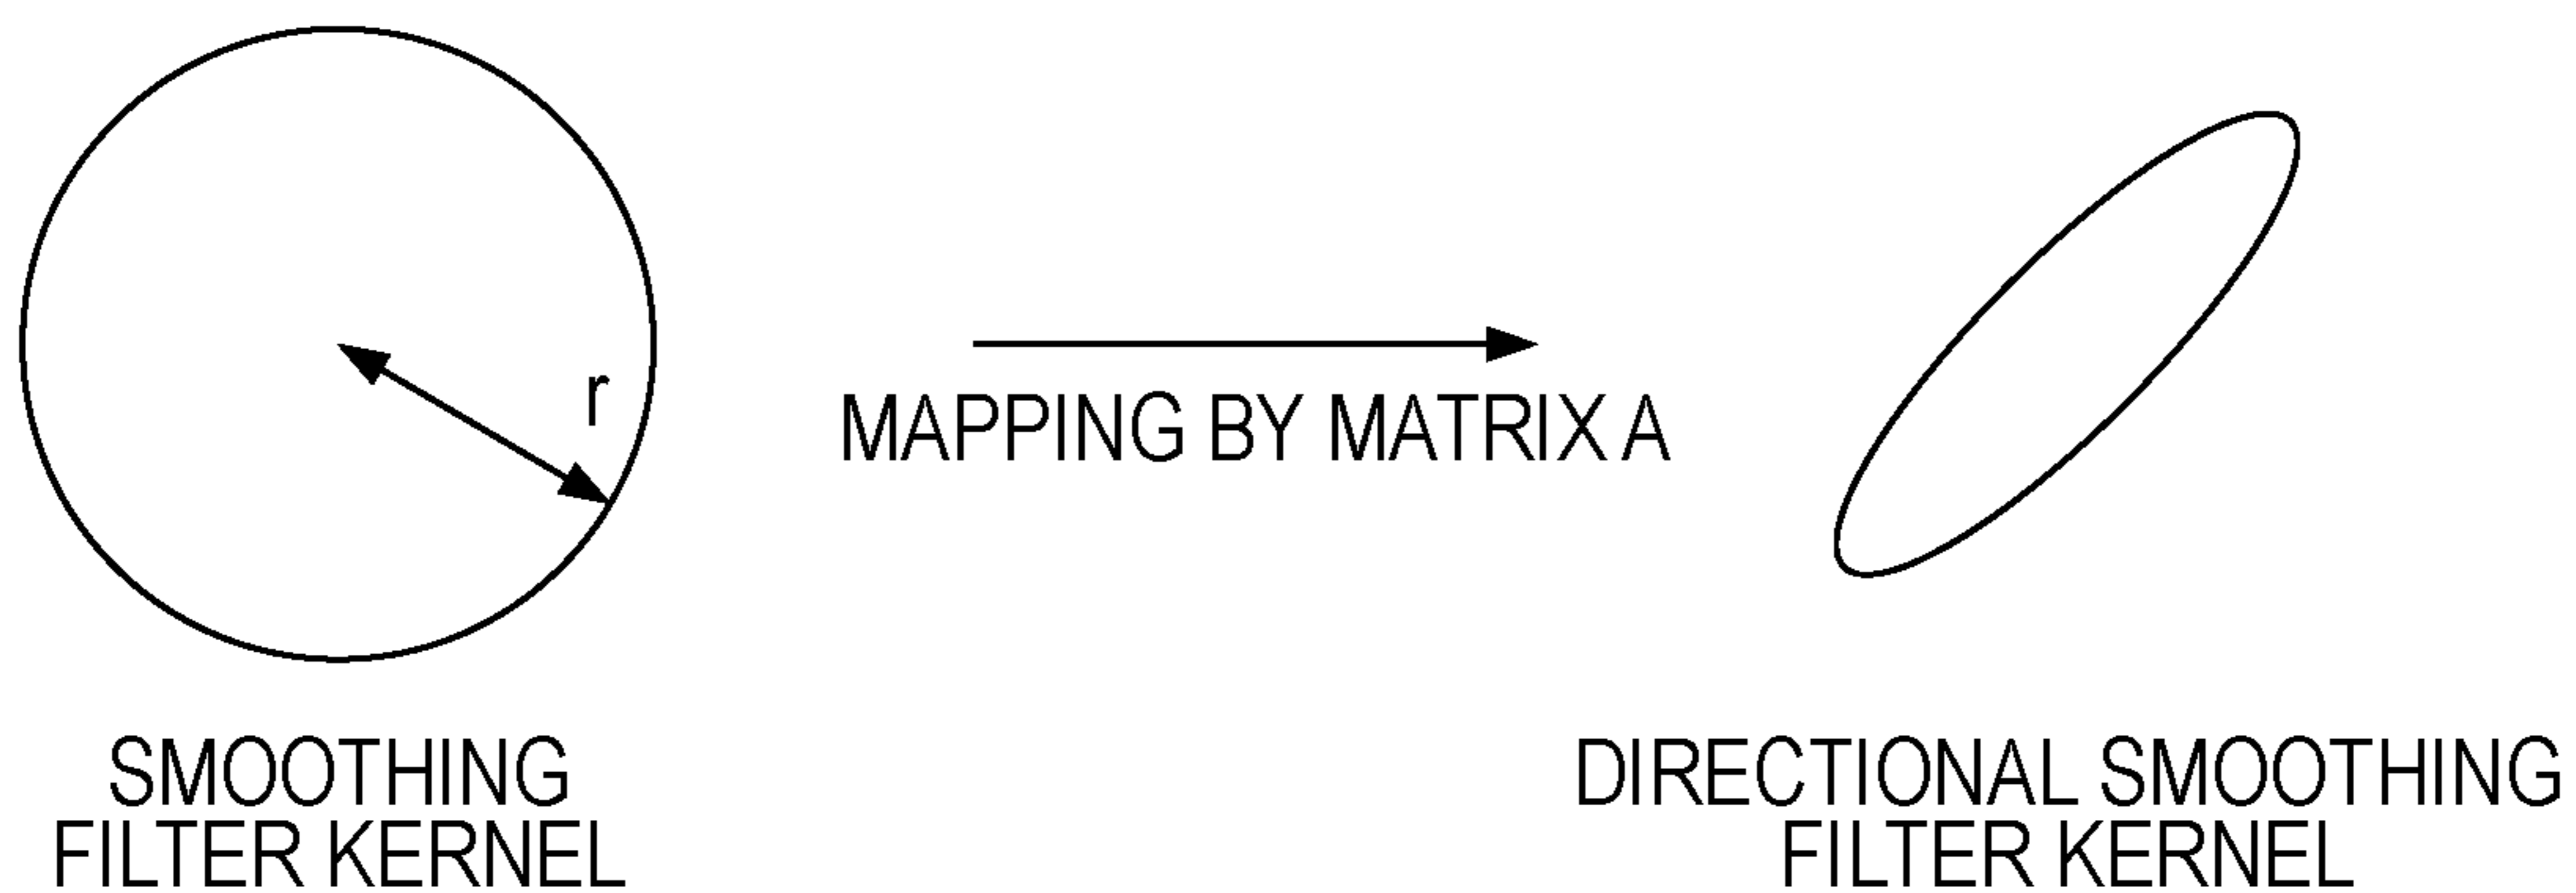 r
MAPPING BY MATRIX A
SMOOTHING
FILTER KERNEL
DIRECTIONAL SMOOTHING
FILTER KERNEL